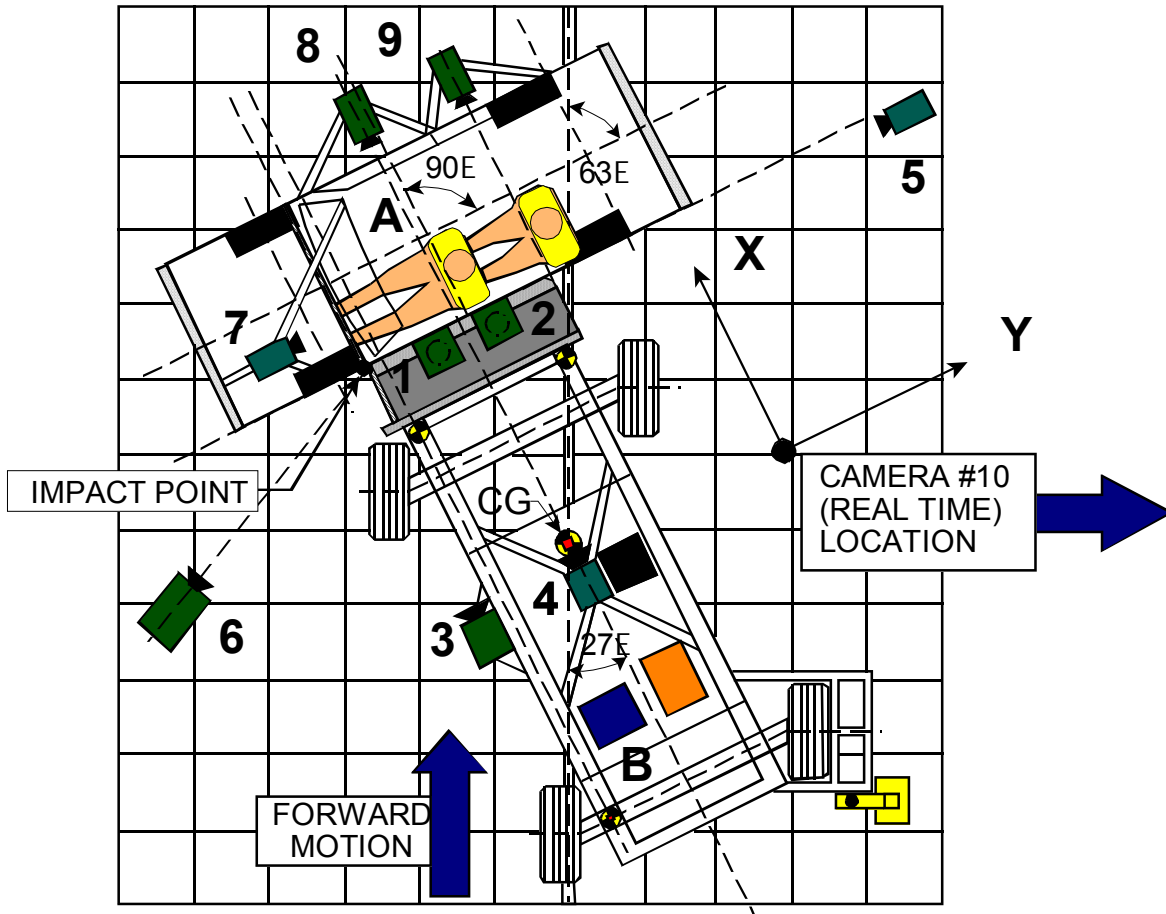 8
9
90E
63E
5
A
X
7
2
Y
1
IMPACT POINT
CG
CAMERA #10
(REAL TIME)
LOCATION
4
6
3
27E
B
FORWARD
MOTION